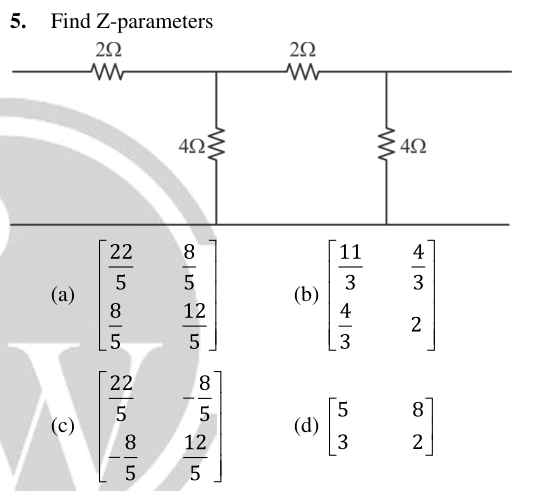 5. Find Z-parameters
2Ω 2Ω
4Ω 4Ω
(a) [22/5 8/5
8/5 12/5]
(b) [11/3 4/3
4/3 2]
(c) [22/5 -8/5
-8/5 12/5]
(d) [5 8
3 2]